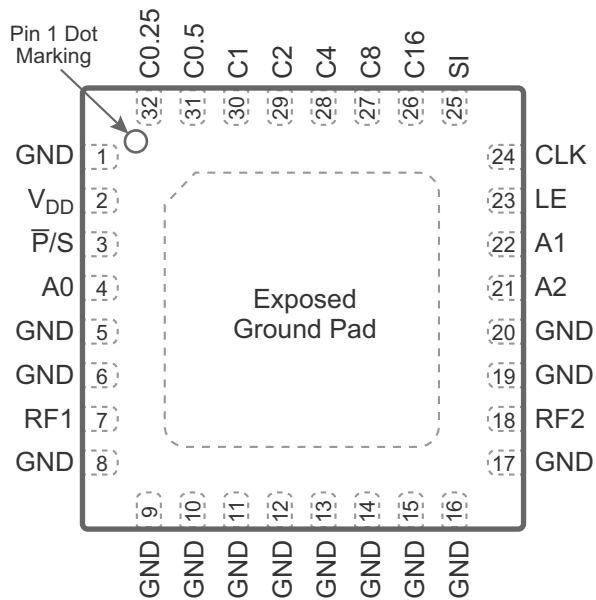 Pin 1 Dot
Marking
C0.25
C0.5
C1
C2
C4
C8
C16
SI
32
31
30
29
28
27
26
25
GND 1
V_DD 2
P̅/S 3
A0 4
GND 5
GND 6
RF1 7
GND 8
24 CLK
23 LE
22 A1
21 A2
20 GND
19 GND
18 RF2
17 GND
Exposed
Ground Pad
9
10
11
12
13
14
15
16
GND
GND
GND
GND
GND
GND
GND
GND